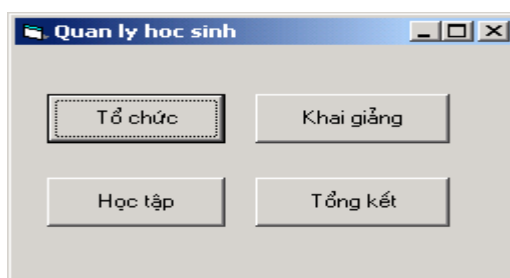 Quan ly hoc sinh
Tổ chức
Khai giảng
Học tập
Tổng kết